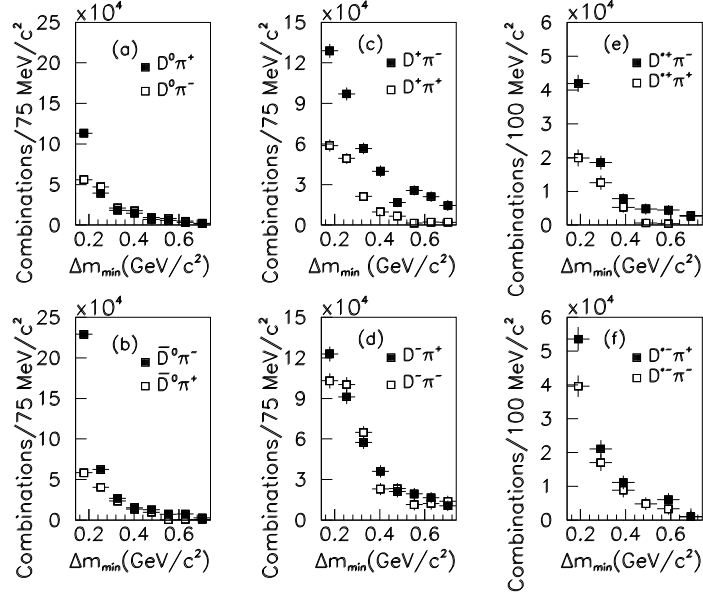 x10⁴
Combinations/75 MeV/c²
25
20
15
10
5
0
(a)
D⁰π⁺
D⁰π⁻
0.2 0.4 0.6
Δm_min(GeV/c²)
x10⁴
Combinations/75 MeV/c²
15
12
9
6
3
0
(c)
D⁺π⁻
D⁺π⁺
0.2 0.4 0.6
Δm_min (GeV/c²)
x10⁴
Combinations/100 MeV/c²
6
5
4
3
2
1
0
(e)
D*⁺π⁻
D*⁺π⁺
0.2 0.4 0.6
Δm_min(GeV/c²)
x10⁴
Combinations/75 MeV/c²
25
20
15
10
5
0
(b)
D̅⁰π⁻
D̅⁰π⁺
0.2 0.4 0.6
Δm_min(GeV/c²)
x10⁴
Combinations/75 MeV/c²
15
12
9
6
3
0
(d)
D⁻π⁺
D⁻π⁻
0.2 0.4 0.6
Δm_min(GeV/c²)
x10⁴
Combinations/100 MeV/c²
6
5
4
3
2
1
0
(f)
D*⁻π⁺
D*⁻π⁻
0.2 0.4 0.6
Δm_min(GeV/c²)